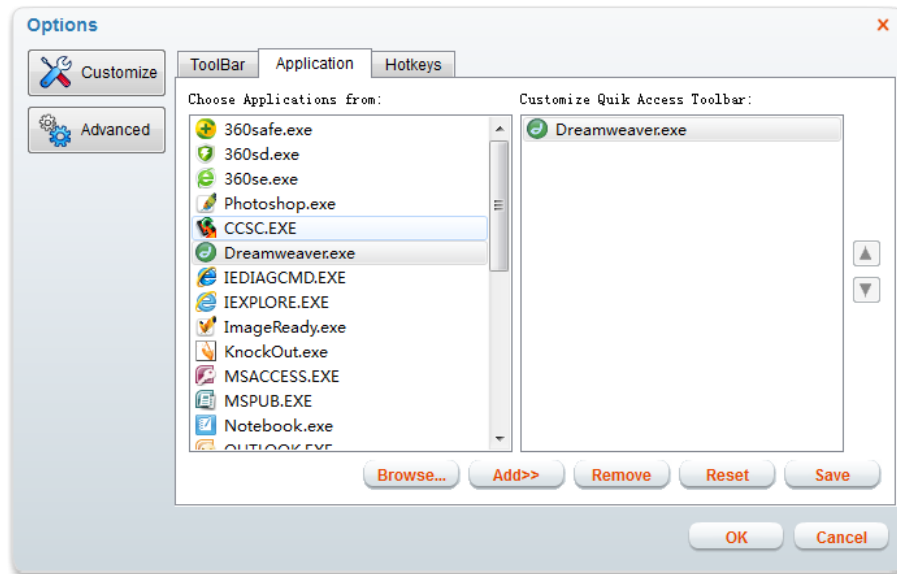 Options
Customize
Advanced
ToolBar Application Hotkeys
Choose Applications from: Customize Quik Access Toolbar:
360safe.exe
360sd.exe
360se.exe
Photoshop.exe
CCSC.EXE
Dreamweaver.exe
IEDIAGCMD.EXE
IEXPLORE.EXE
ImageReady.exe
KnockOut.exe
MSACCESS.EXE
MSPUB.EXE
Notebook.exe
OUTLOOK.EXE
Dreamweaver.exe
Browse... Add>> Remove Reset Save
OK Cancel